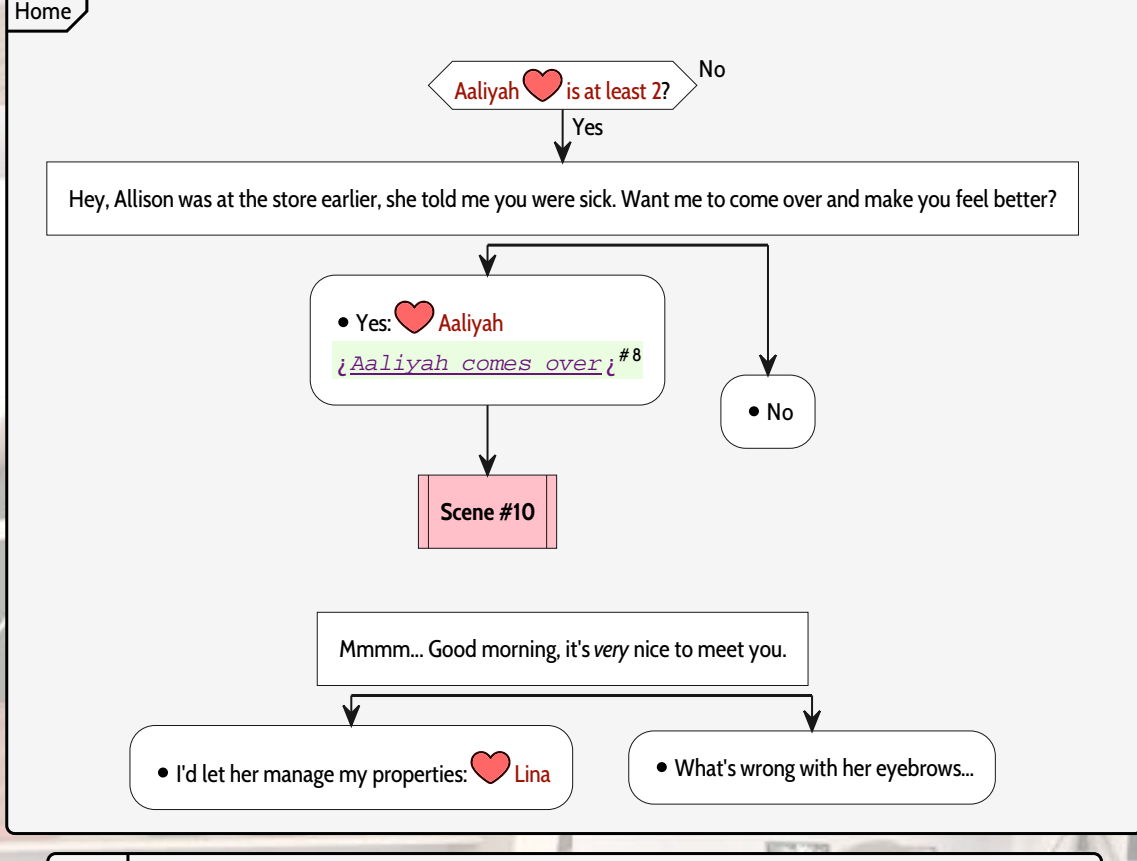 Home
Aaliyah is at least 2?
No
Yes
Hey, Allison was at the store earlier, she told me you were sick. Want me to come over and make you feel better?
• Yes: Aaliyah
¿Aaliyah comes over¿#8
• No
Scene #10
Mmmm... Good morning, it's very nice to meet you.
• I'd let her manage my properties: Lina
• What's wrong with her eyebrows...